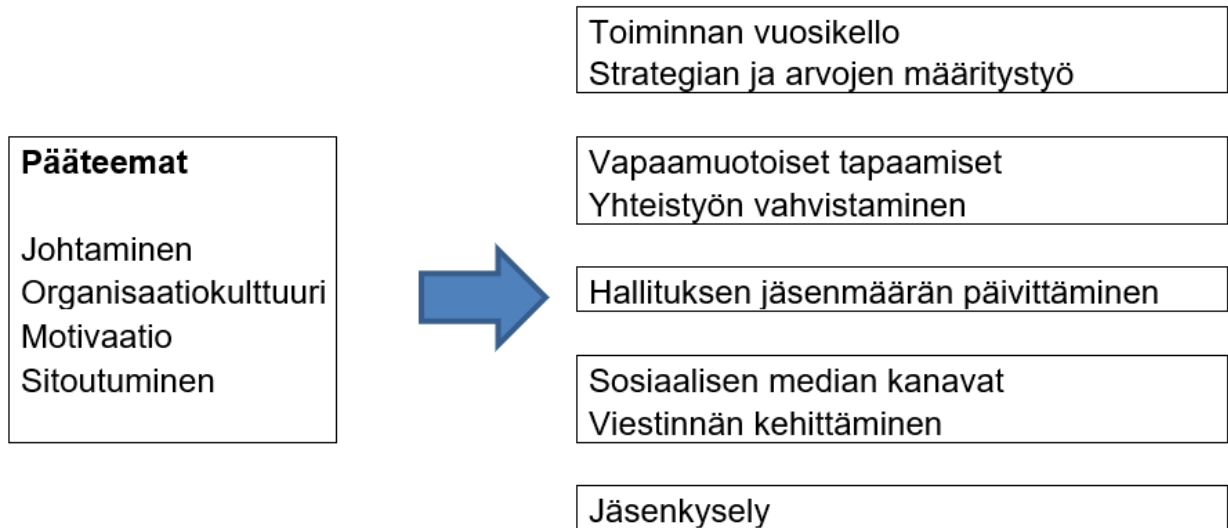 Pääteemat
Johtaminen
Organisaatiokulttuuri
Motivaatio
Sitoutuminen
Toiminnan vuosikello
Strategian ja arvojen määritystyö
Vapaamuotoiset tapaamiset
Yhteistyön vahvistaminen
Hallituksen jäsenmäärän päivittäminen
Sosiaalisen median kanavat
Viestinnän kehittäminen
Jäsenkysely